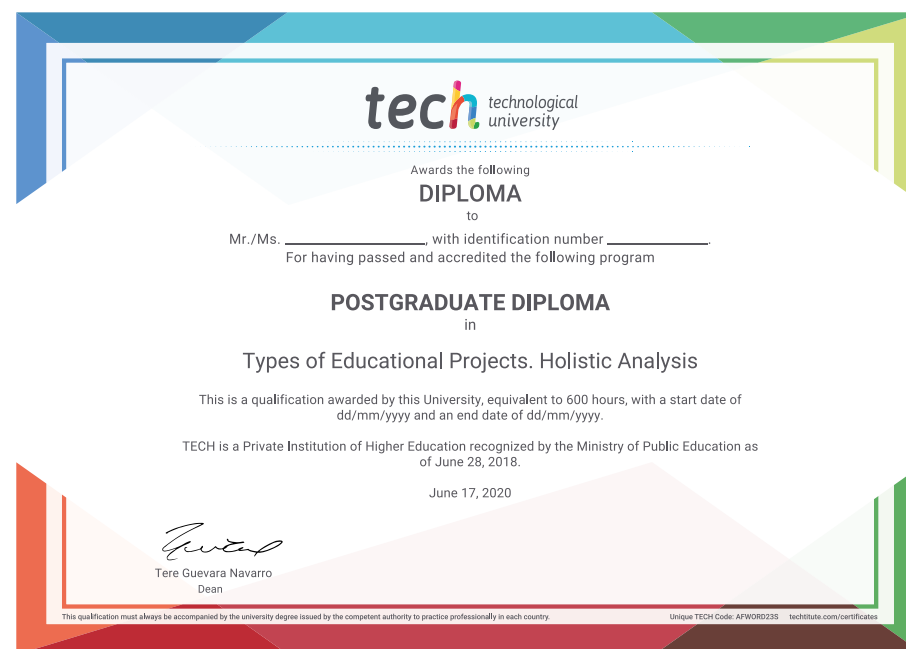 tech technological
university
Awards the following
DIPLOMA
to
Mr./Ms. ____________________, with identification number ______________.
For having passed and accredited the following program
POSTGRADUATE DIPLOMA
in
Types of Educational Projects. Holistic Analysis
This is a qualification awarded by this University, equivalent to 600 hours, with a start date of
dd/mm/yyyy and an end date of dd/mm/yyyy.
TECH is a Private Institution of Higher Education recognized by the Ministry of Public Education as
of June 28, 2018.
June 17, 2020
Tere Guevara Navarro
Dean
This qualification must always be accompanied by the university degree issued by the competent authority to practice professionally in each country.
Unique TECH Code: AFWORD23S techtitute.com/certificates